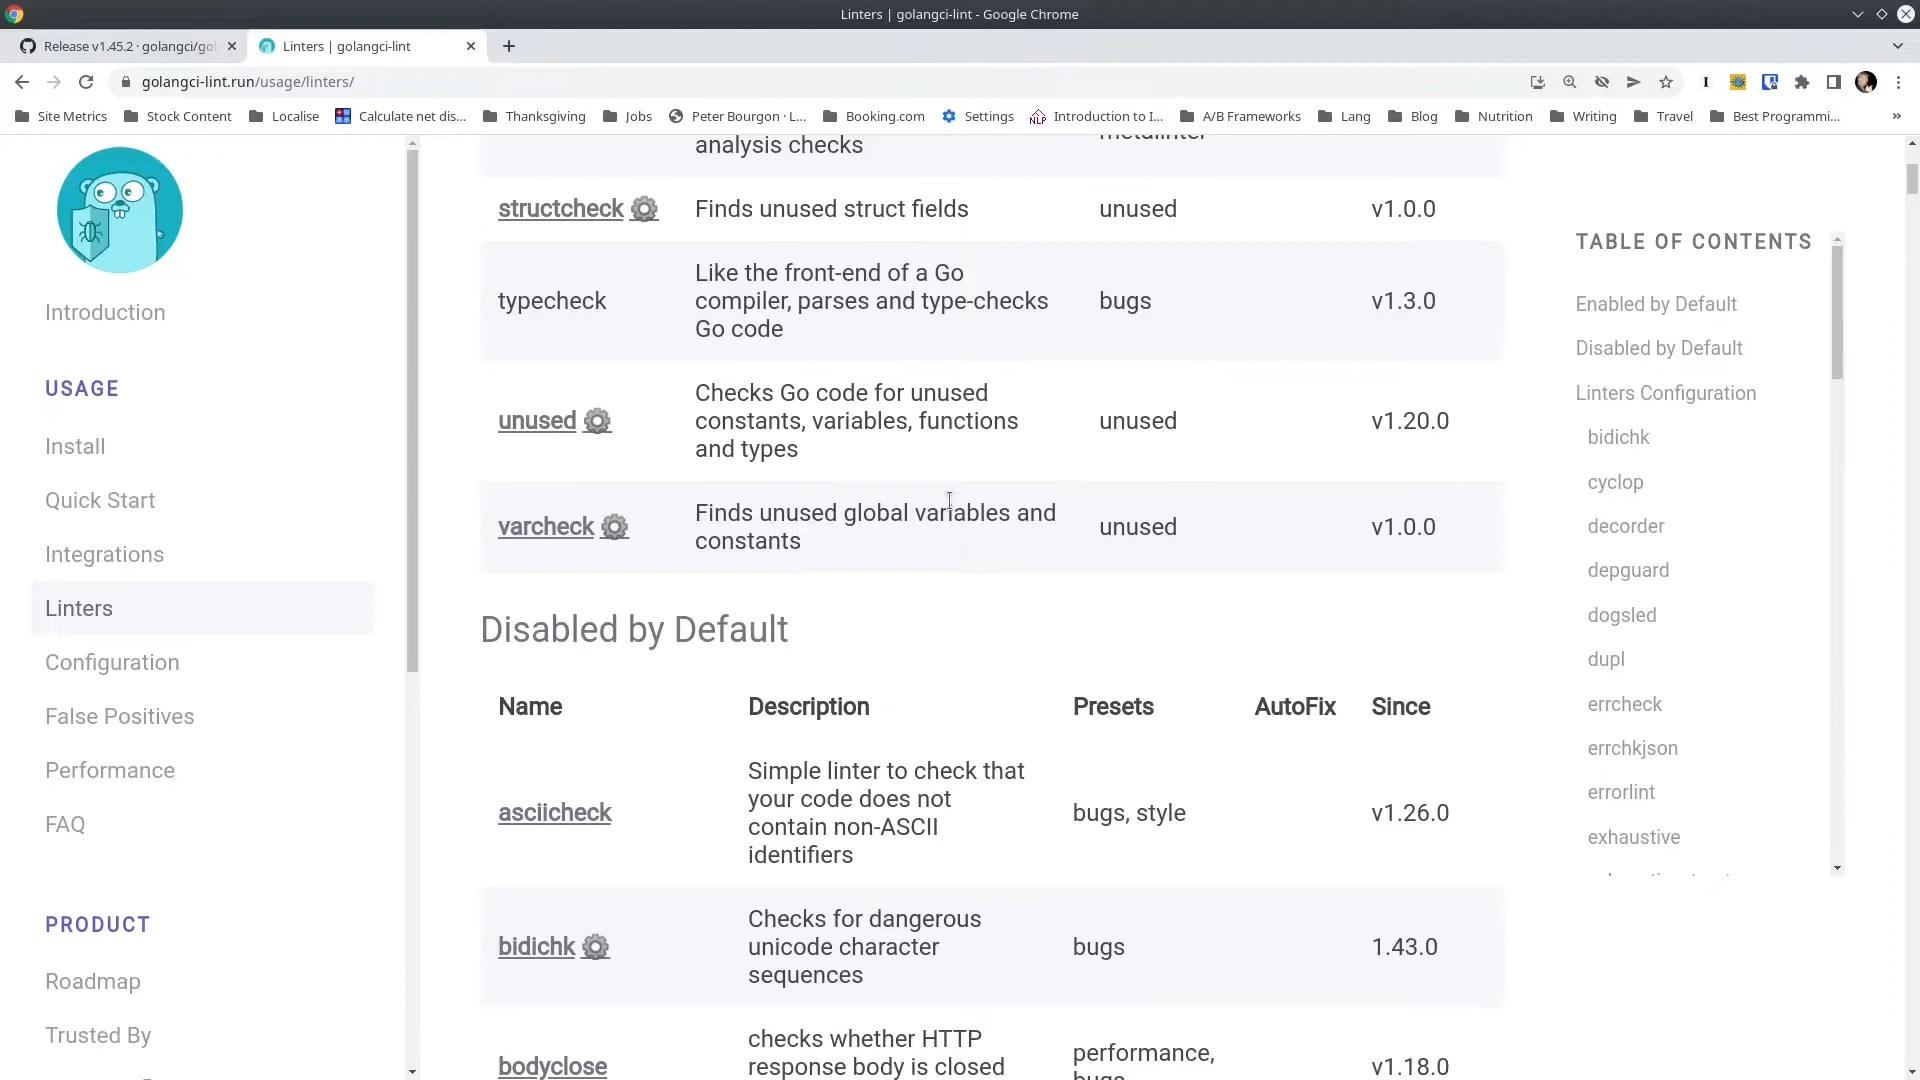 Linters | golangci-lint - Google Chrome
Release v1.45.2 · golangci/gol
Linters | golangci-lint
golangci-lint.run/usage/linters/
Site Metrics
Stock Content
Localise
Calculate net dis...
Thanksgiving
Jobs
Peter Bourgon · L...
Booking.com
Settings
NLP
Introduction to I...
A/B Frameworks
Lang
Blog
Nutrition
Writing
Travel
Best Programmi...
»
Introduction
USAGE
Install
Quick Start
Integrations
Linters
Configuration
False Positives
Performance
FAQ
PRODUCT
Roadmap
Trusted By
analysis checks
metalinter
structcheck
Finds unused struct fields
unused
v1.0.0
typecheck
Like the front-end of a Go
compiler, parses and type-checks
Go code
bugs
v1.3.0
unused
Checks Go code for unused
constants, variables, functions
and types
unused
v1.20.0
varcheck
Finds unused global variables and
constants
unused
v1.0.0
Disabled by Default
Name
Description
Presets
AutoFix
Since
asciicheck
Simple linter to check that
your code does not
contain non-ASCII
identifiers
bugs, style
v1.26.0
bidichk
Checks for dangerous
unicode character
sequences
bugs
1.43.0
bodyclose
checks whether HTTP
response body is closed
performance,
bugs
v1.18.0
TABLE OF CONTENTS
Enabled by Default
Disabled by Default
Linters Configuration
bidichk
cyclop
decorder
depguard
dogsled
dupl
errcheck
errchkjson
errorlint
exhaustive